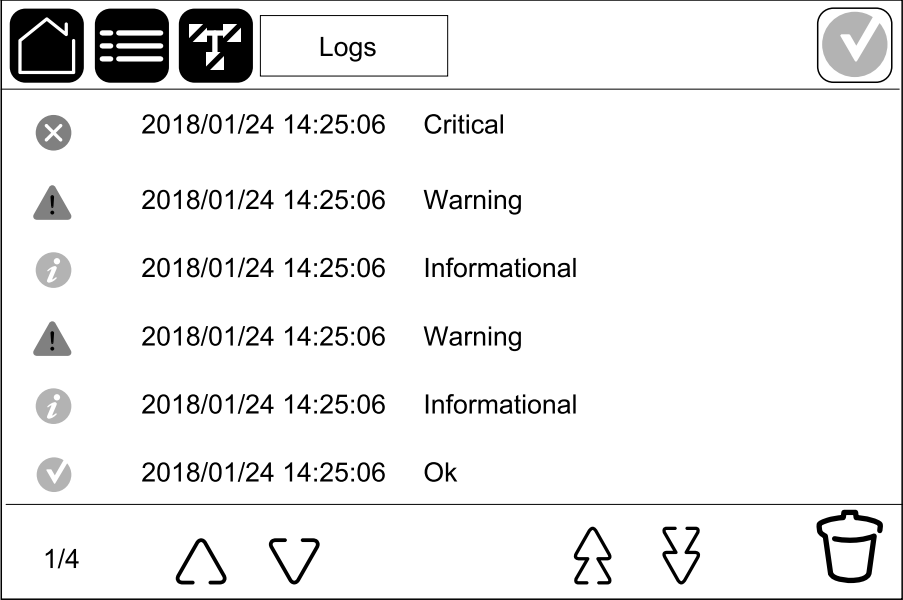 Logs
2018/01/24 14:25:06 Critical
2018/01/24 14:25:06 Warning
2018/01/24 14:25:06 Informational
2018/01/24 14:25:06 Warning
2018/01/24 14:25:06 Informational
2018/01/24 14:25:06 Ok
1/4